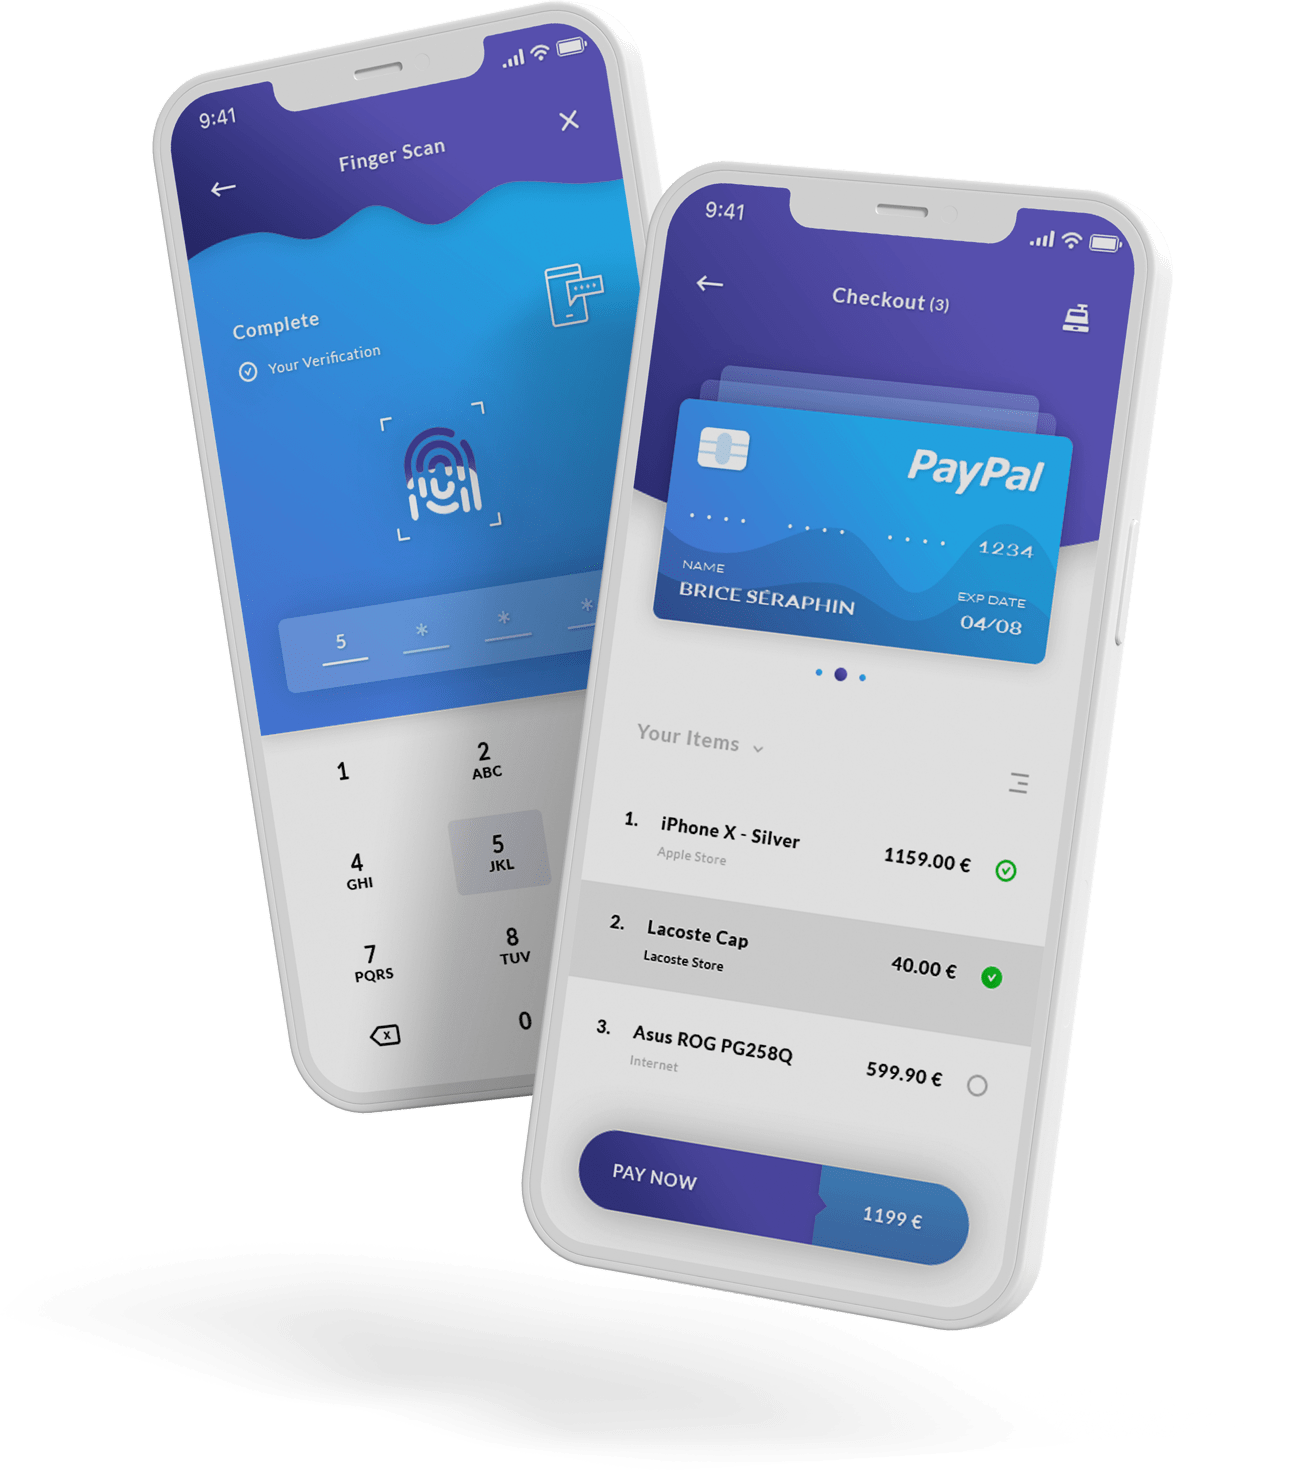 9:41
Finger Scan
Complete
Your Verification
5 * * *
1
2
ABC
4
GHI
5
JKL
7
PQRS
8
TUV
0
9:41
Checkout (3)
PayPal
1234
NAME
BRICE SÉRAPHIN
EXP DATE
04/08
Your Items
1. iPhone X - Silver 1159.00 €
Apple Store
2. Lacoste Cap 40.00 €
Lacoste Store
3. Asus ROG PG258Q 599.90 €
Internet
PAY NOW 1199 €